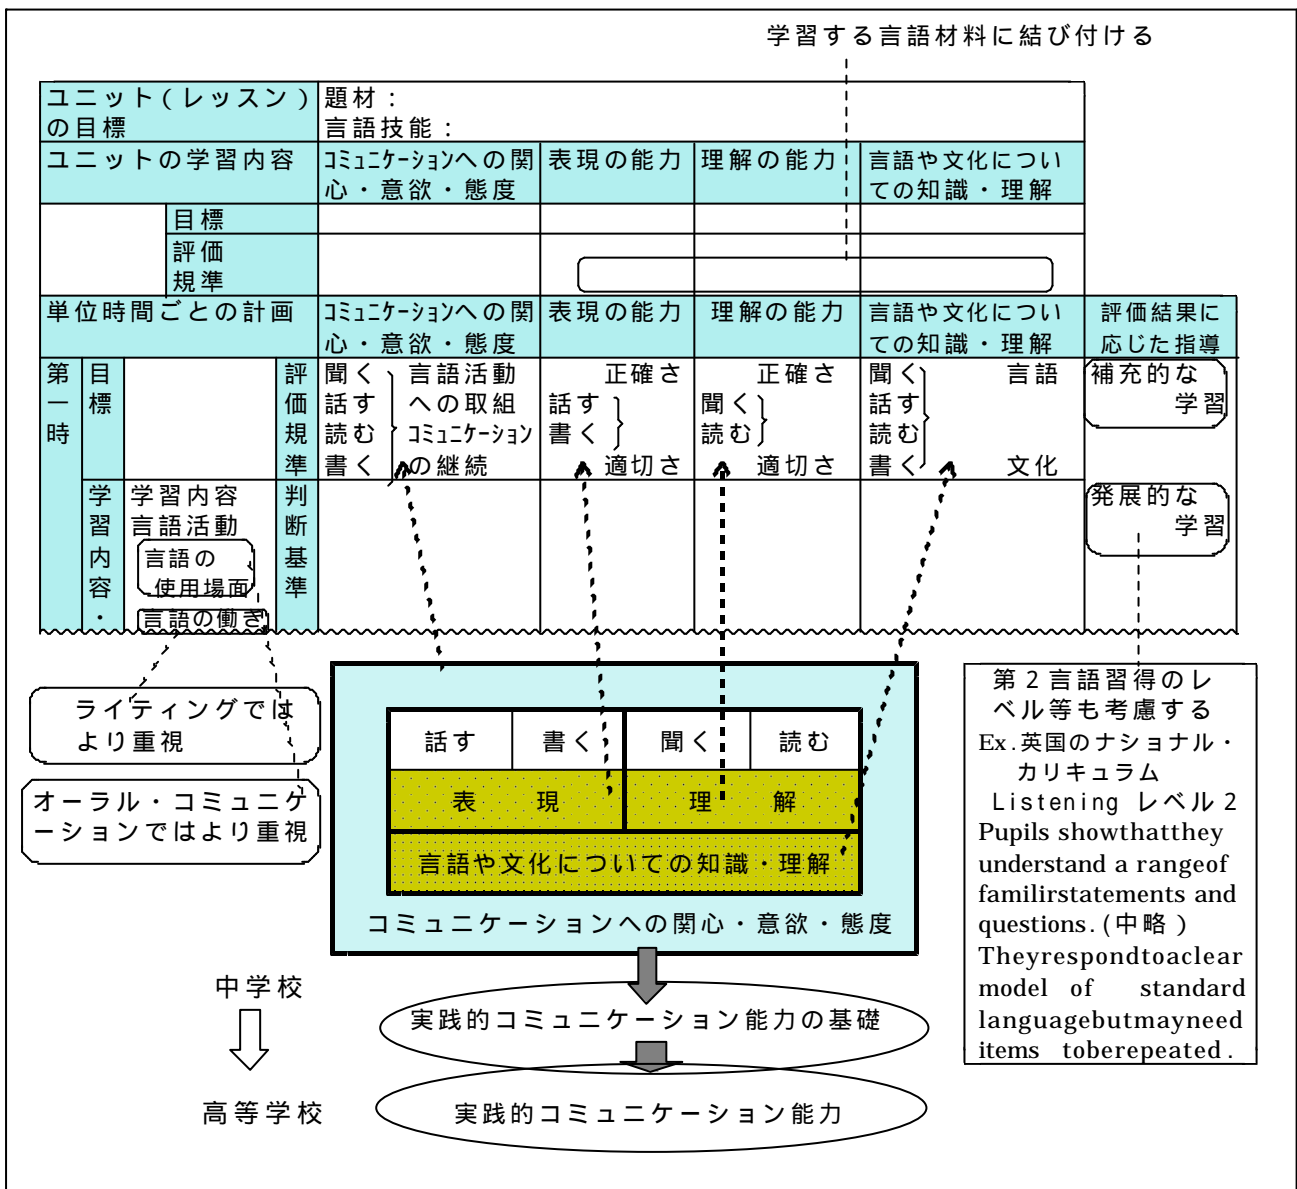 学習する言語材料に結び付ける
ユニット(レッスン)
の目標
題材:
言語技能:
ユニットの学習内容
ｺﾐｭﾆｹｰｼｮﾝへの関
心・意欲・態度
表現の能力
理解の能力
言語や文化につい
ての知識・理解
目標
評価
規準
単位時間ごとの計画
ｺﾐｭﾆｹｰｼｮﾝへの関
心・意欲・態度
表現の能力
理解の能力
言語や文化につい
ての知識・理解
評価結果に
応じた指導
第一時
目標
評価規準
聞く
話す
読む
書く
言語活動
への取組
ｺﾐｭﾆｹｰｼｮﾝ
の継続
正確さ
話す
書く
適切さ
正確さ
聞く
読む
適切さ
聞く
話す
読む
書く
言語
文化
補充的な
学習
学習内容・
学習内容
言語活動
言語の
使用場面
言語の働き
判断基準
発展的な
学習
ライティングでは
より重視
オーラル・コミュニケ
ーションではより重視
話す
書く
聞く
読む
表 現
理 解
言語や文化についての知識・理解
コミュニケーションへの関心・意欲・態度
第2言語習得のレ
ベル等も考慮する
Ex.英国のナショナル・
カリキュラム
Listening レベル2
Pupils showthatthey
understand a rangeof
familirstatements and
questions.(中略)
Theyrespondtoaclear
model of standard
languagebutmayneed
items toberepeated.
中学校
実践的コミュニケーション能力の基礎
高等学校
実践的コミュニケーション能力